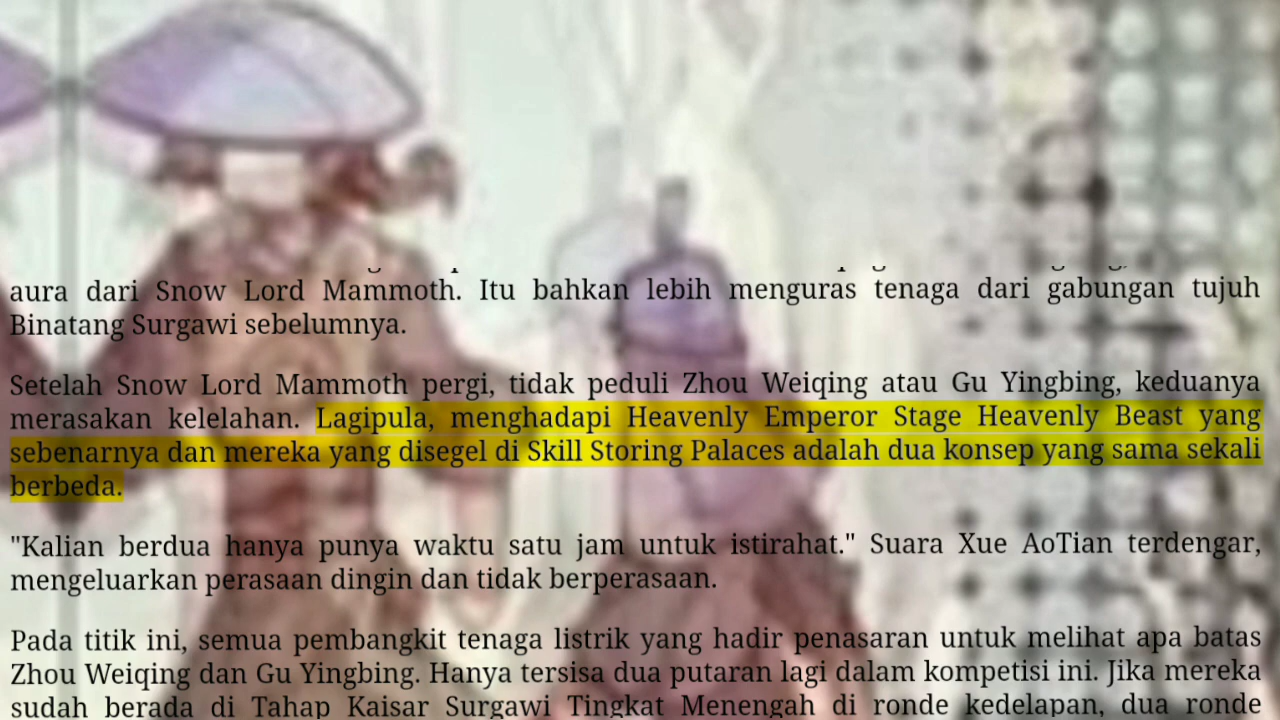 aura dari Snow Lord Mammoth. Itu bahkan lebih menguras tenaga dari gabungan tujuh
Binatang Surgawi sebelumnya.
Setelah Snow Lord Mammoth pergi, tidak peduli Zhou Weiqing atau Gu Yingbing, keduanya
merasakan kelelahan. Lagipula, menghadapi Heavenly Emperor Stage Heavenly Beast yang
sebenarnya dan mereka yang disegel di Skill Storing Palaces adalah dua konsep yang sama sekali
berbeda.
"Kalian berdua hanya punya waktu satu jam untuk istirahat." Suara Xue AoTian terdengar,
mengeluarkan perasaan dingin dan tidak berperasaan.
Pada titik ini, semua pembangkit tenaga listrik yang hadir penasaran untuk melihat apa batas
Zhou Weiqing dan Gu Yingbing. Hanya tersisa dua putaran lagi dalam kompetisi ini. Jika mereka
sudah berada di Tahap Kaisar Surgawi Tingkat Menengah di ronde kedelapan, dua ronde